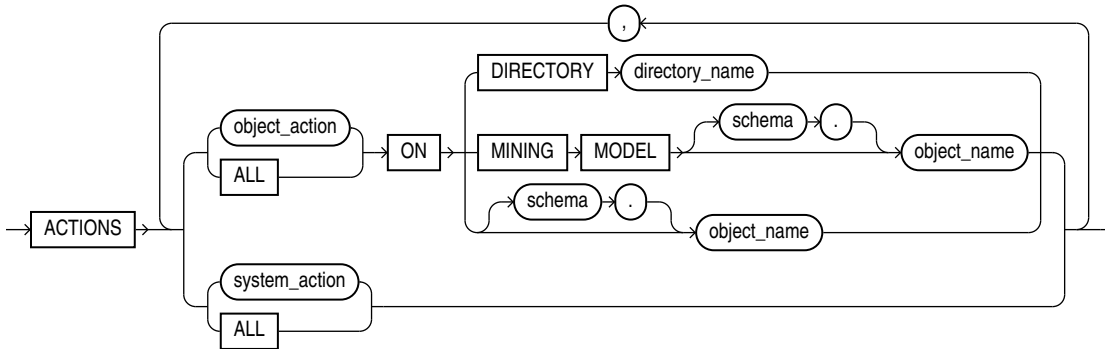 ,
DIRECTORY directory_name
object_action
schema .
ON MINING MODEL object_name
ALL
schema .
ACTIONS object_name
system_action
ALL